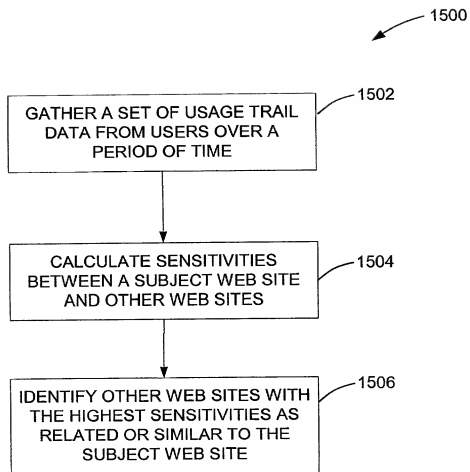 1500
1502
GATHER A SET OF USAGE TRAIL
DATA FROM USERS OVER A
PERIOD OF TIME
1504
CALCULATE SENSITIVITIES
BETWEEN A SUBJECT WEB SITE
AND OTHER WEB SITES
1506
IDENTIFY OTHER WEB SITES WITH
THE HIGHEST SENSITIVITIES AS
RELATED OR SIMILAR TO THE
SUBJECT WEB SITE